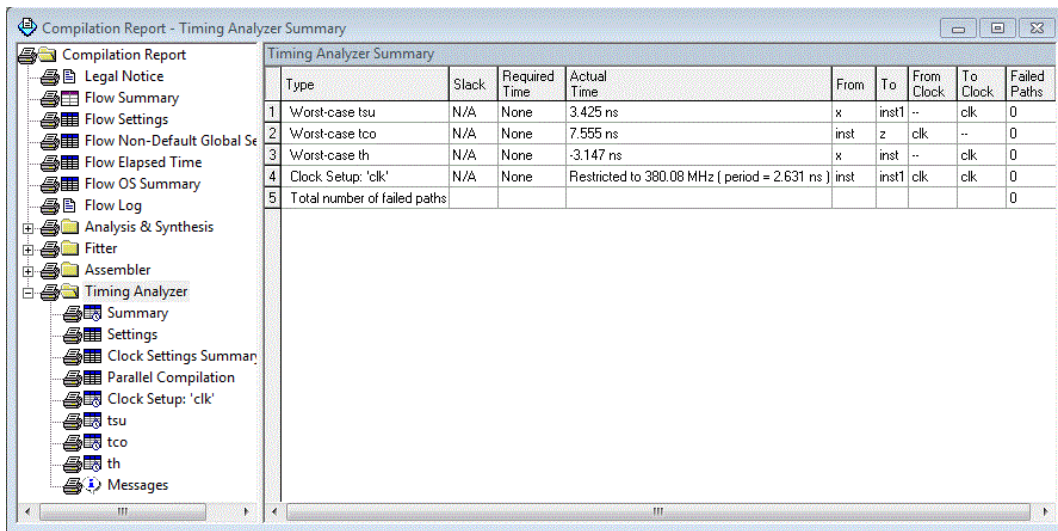 Compilation Report - Timing Analyzer Summary
Compilation Report
Legal Notice
Flow Summary
Flow Settings
Flow Non-Default Global Se
Flow Elapsed Time
Flow OS Summary
Flow Log
Analysis & Synthesis
Fitter
Assembler
Timing Analyzer
Summary
Settings
Clock Settings Summary
Parallel Compilation
Clock Setup: 'clk'
tsu
tco
th
Messages
Timing Analyzer Summary
Type Slack Required Time Actual Time From To From Clock To Clock Failed Paths
1 Worst-case tsu N/A None 3.425 ns x inst1 -- clk 0
2 Worst-case tco N/A None 7.555 ns inst z clk -- 0
3 Worst-case th N/A None -3.147 ns x inst -- clk 0
4 Clock Setup: 'clk' N/A None Restricted to 380.08 MHz ( period = 2.631 ns ) inst inst1 clk clk 0
5 Total number of failed paths 0